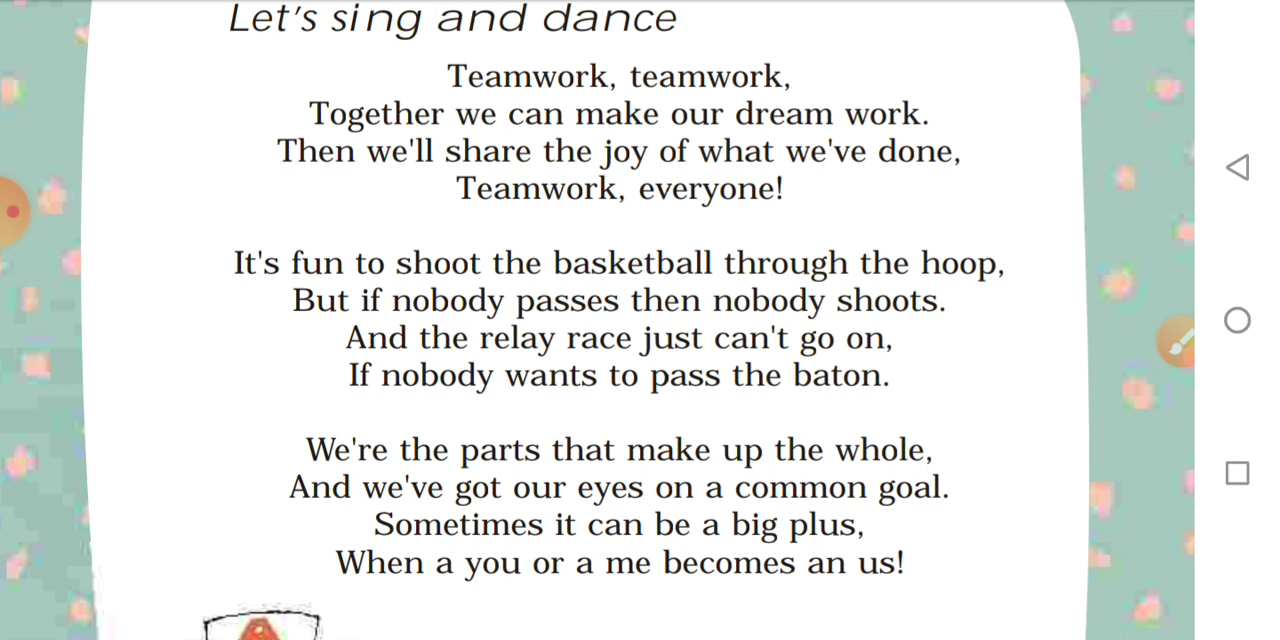 Let's sing and dance
Teamwork, teamwork,
Together we can make our dream work.
Then we'll share the joy of what we've done,
Teamwork, everyone!
It's fun to shoot the basketball through the hoop,
But if nobody passes then nobody shoots.
And the relay race just can't go on,
If nobody wants to pass the baton.
We're the parts that make up the whole,
And we've got our eyes on a common goal.
Sometimes it can be a big plus,
When a you or a me becomes an us!